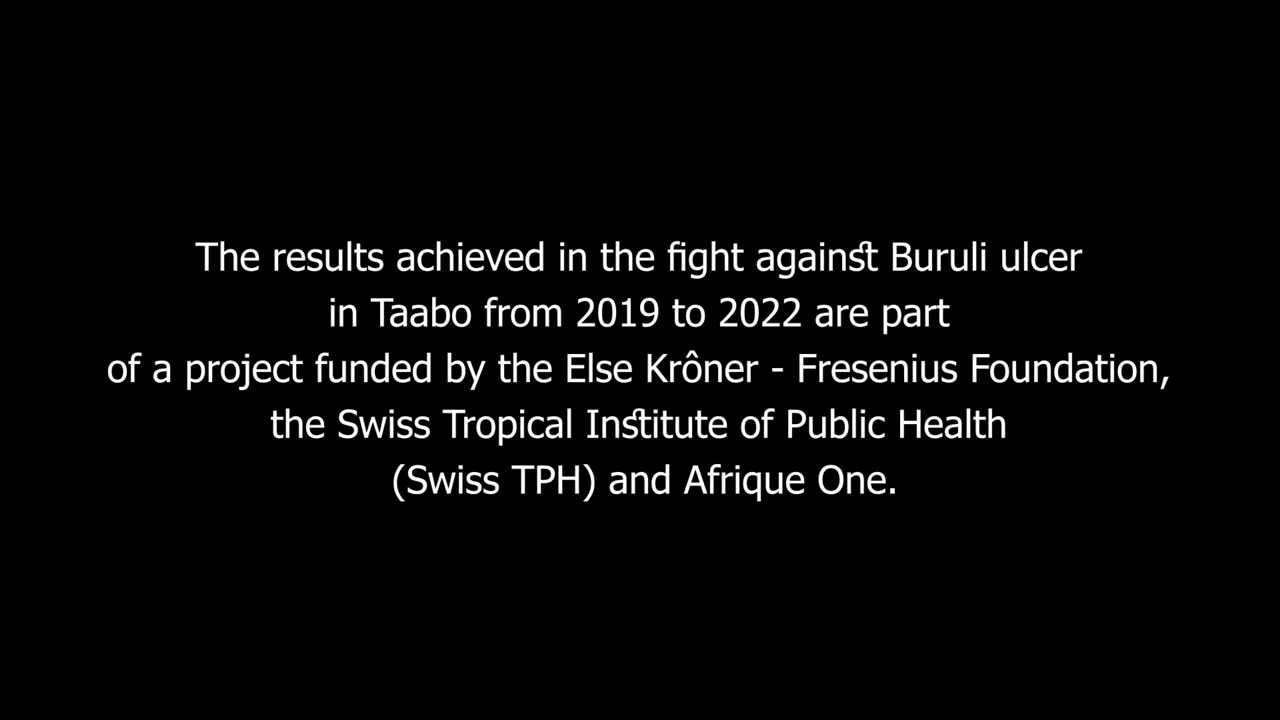 The results achieved in the fight against Buruli ulcer
in Taabo from 2019 to 2022 are part
of a project funded by the Else Krôner - Fresenius Foundation,
the Swiss Tropical Institute of Public Health
(Swiss TPH) and Afrique One.